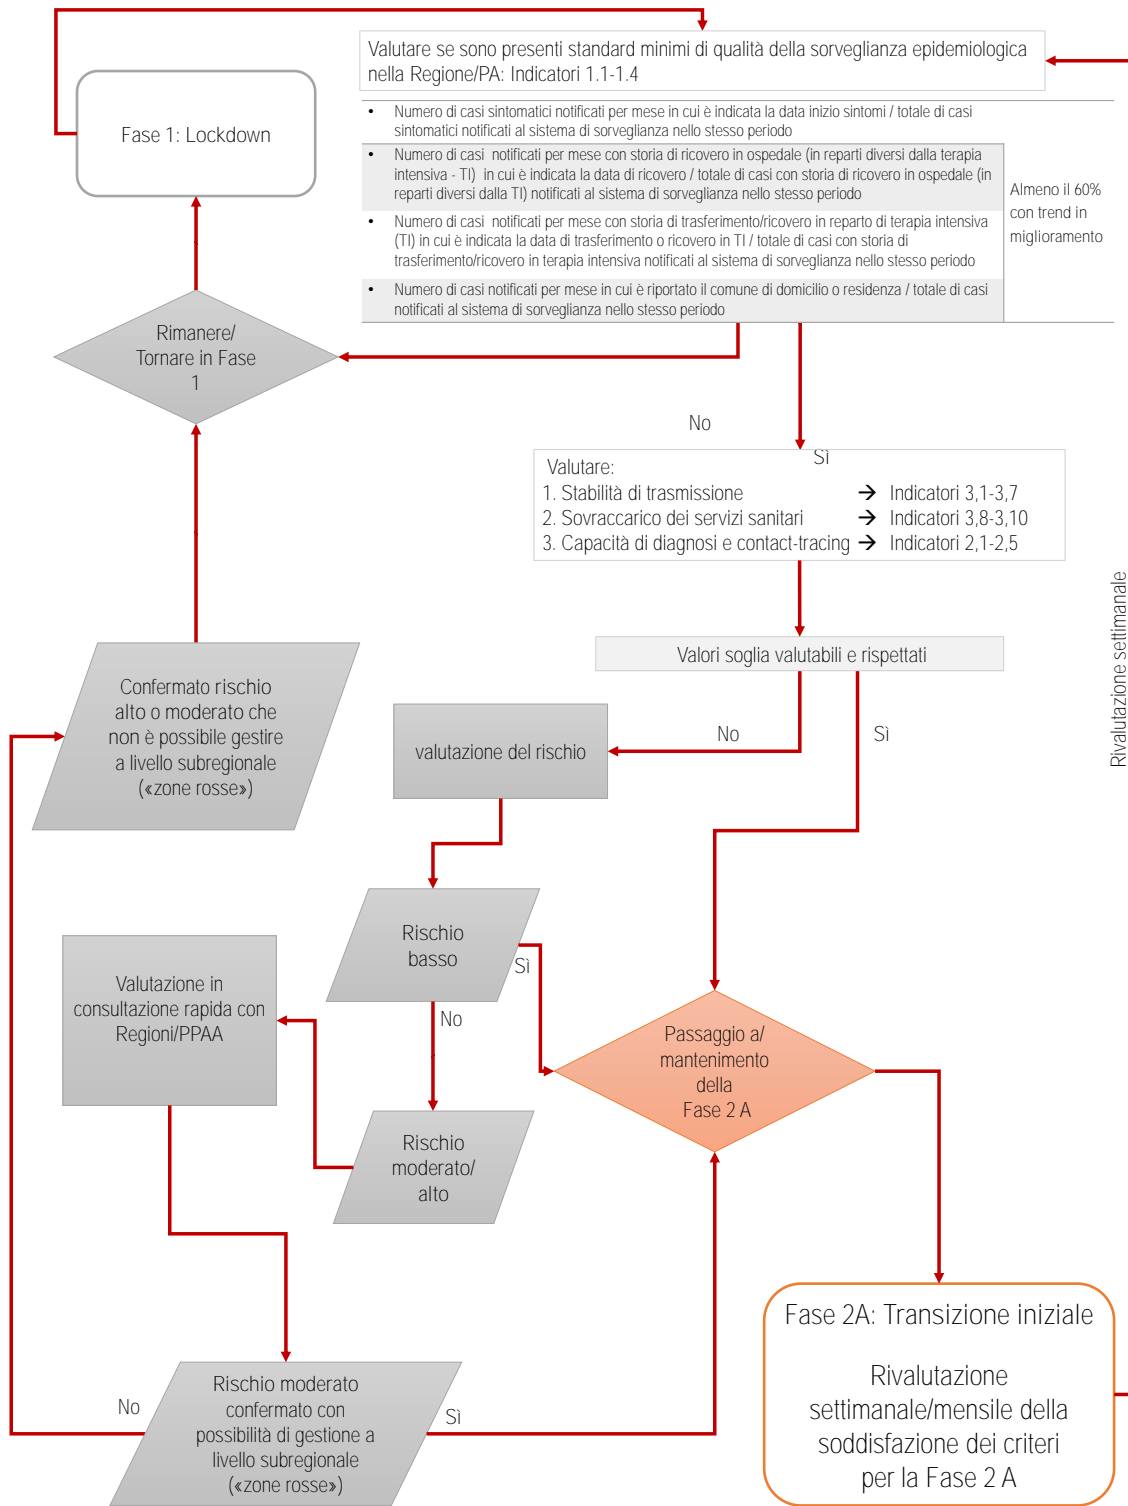 Valutare se sono presenti standard minimi di qualità della sorveglianza epidemiologica
nella Regione/PA: Indicatori 1.1-1.4
Fase 1: Lockdown
• Numero di casi sintomatici notificati per mese in cui è indicata la data inizio sintomi / totale di casi
sintomatici notificati al sistema di sorveglianza nello stesso periodo
• Numero di casi notificati per mese con storia di ricovero in ospedale (in reparti diversi dalla terapia
intensiva - TI) in cui è indicata la data di ricovero / totale di casi con storia di ricovero in ospedale (in
reparti diversi dalla TI) notificati al sistema di sorveglianza nello stesso periodo
• Numero di casi notificati per mese con storia di trasferimento/ricovero in reparto di terapia intensiva
(TI) in cui è indicata la data di trasferimento o ricovero in TI / totale di casi con storia di
trasferimento/ricovero in terapia intensiva notificati al sistema di sorveglianza nello stesso periodo
• Numero di casi notificati per mese in cui è riportato il comune di domicilio o residenza / totale di casi
notificati al sistema di sorveglianza nello stesso periodo
Almeno il 60%
con trend in
miglioramento
Rimanere/
Tornare in Fase
1
No
Sì
Valutare:
1. Stabilità di trasmissione → Indicatori 3,1-3,7
2. Sovraccarico dei servizi sanitari → Indicatori 3,8-3,10
3. Capacità di diagnosi e contact-tracing → Indicatori 2,1-2,5
Rivalutazione settimanale
Valori soglia valutabili e rispettati
Confermato rischio
alto o moderato che
non è possibile gestire
a livello subregionale
(«zone rosse»)
No
Sì
valutazione del rischio
Rischio
basso
Sì
No
Valutazione in
consultazione rapida con
Regioni/PPAA
Passaggio a/
mantenimento
della
Fase 2 A
Rischio
moderato/
alto
Fase 2A: Transizione iniziale
Rivalutazione
settimanale/mensile della
soddisfazione dei criteri
per la Fase 2 A
No
Rischio moderato
confermato con
possibilità di gestione a
livello subregionale
(«zone rosse»)
Sì